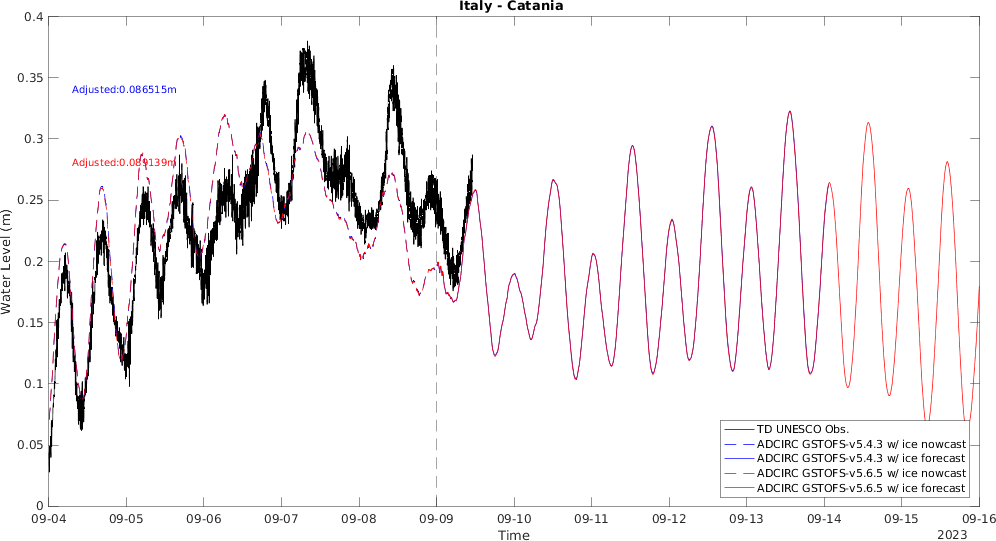 Italy - Catania
0.4
0.35
0.3
0.25
0.2
0.15
0.1
0.05
0
Water Level (m)
Adjusted:0.086515m
Adjusted:0.089139m
TD UNESCO Obs.
ADCIRC GSTOFS-v5.4.3 w/ ice nowcast
ADCIRC GSTOFS-v5.4.3 w/ ice forecast
ADCIRC GSTOFS-v5.6.5 w/ ice nowcast
ADCIRC GSTOFS-v5.6.5 w/ ice forecast
09-04 09-05 09-06 09-07 09-08 09-09 09-10 09-11 09-12 09-13 09-14 09-15 09-16
Time
2023